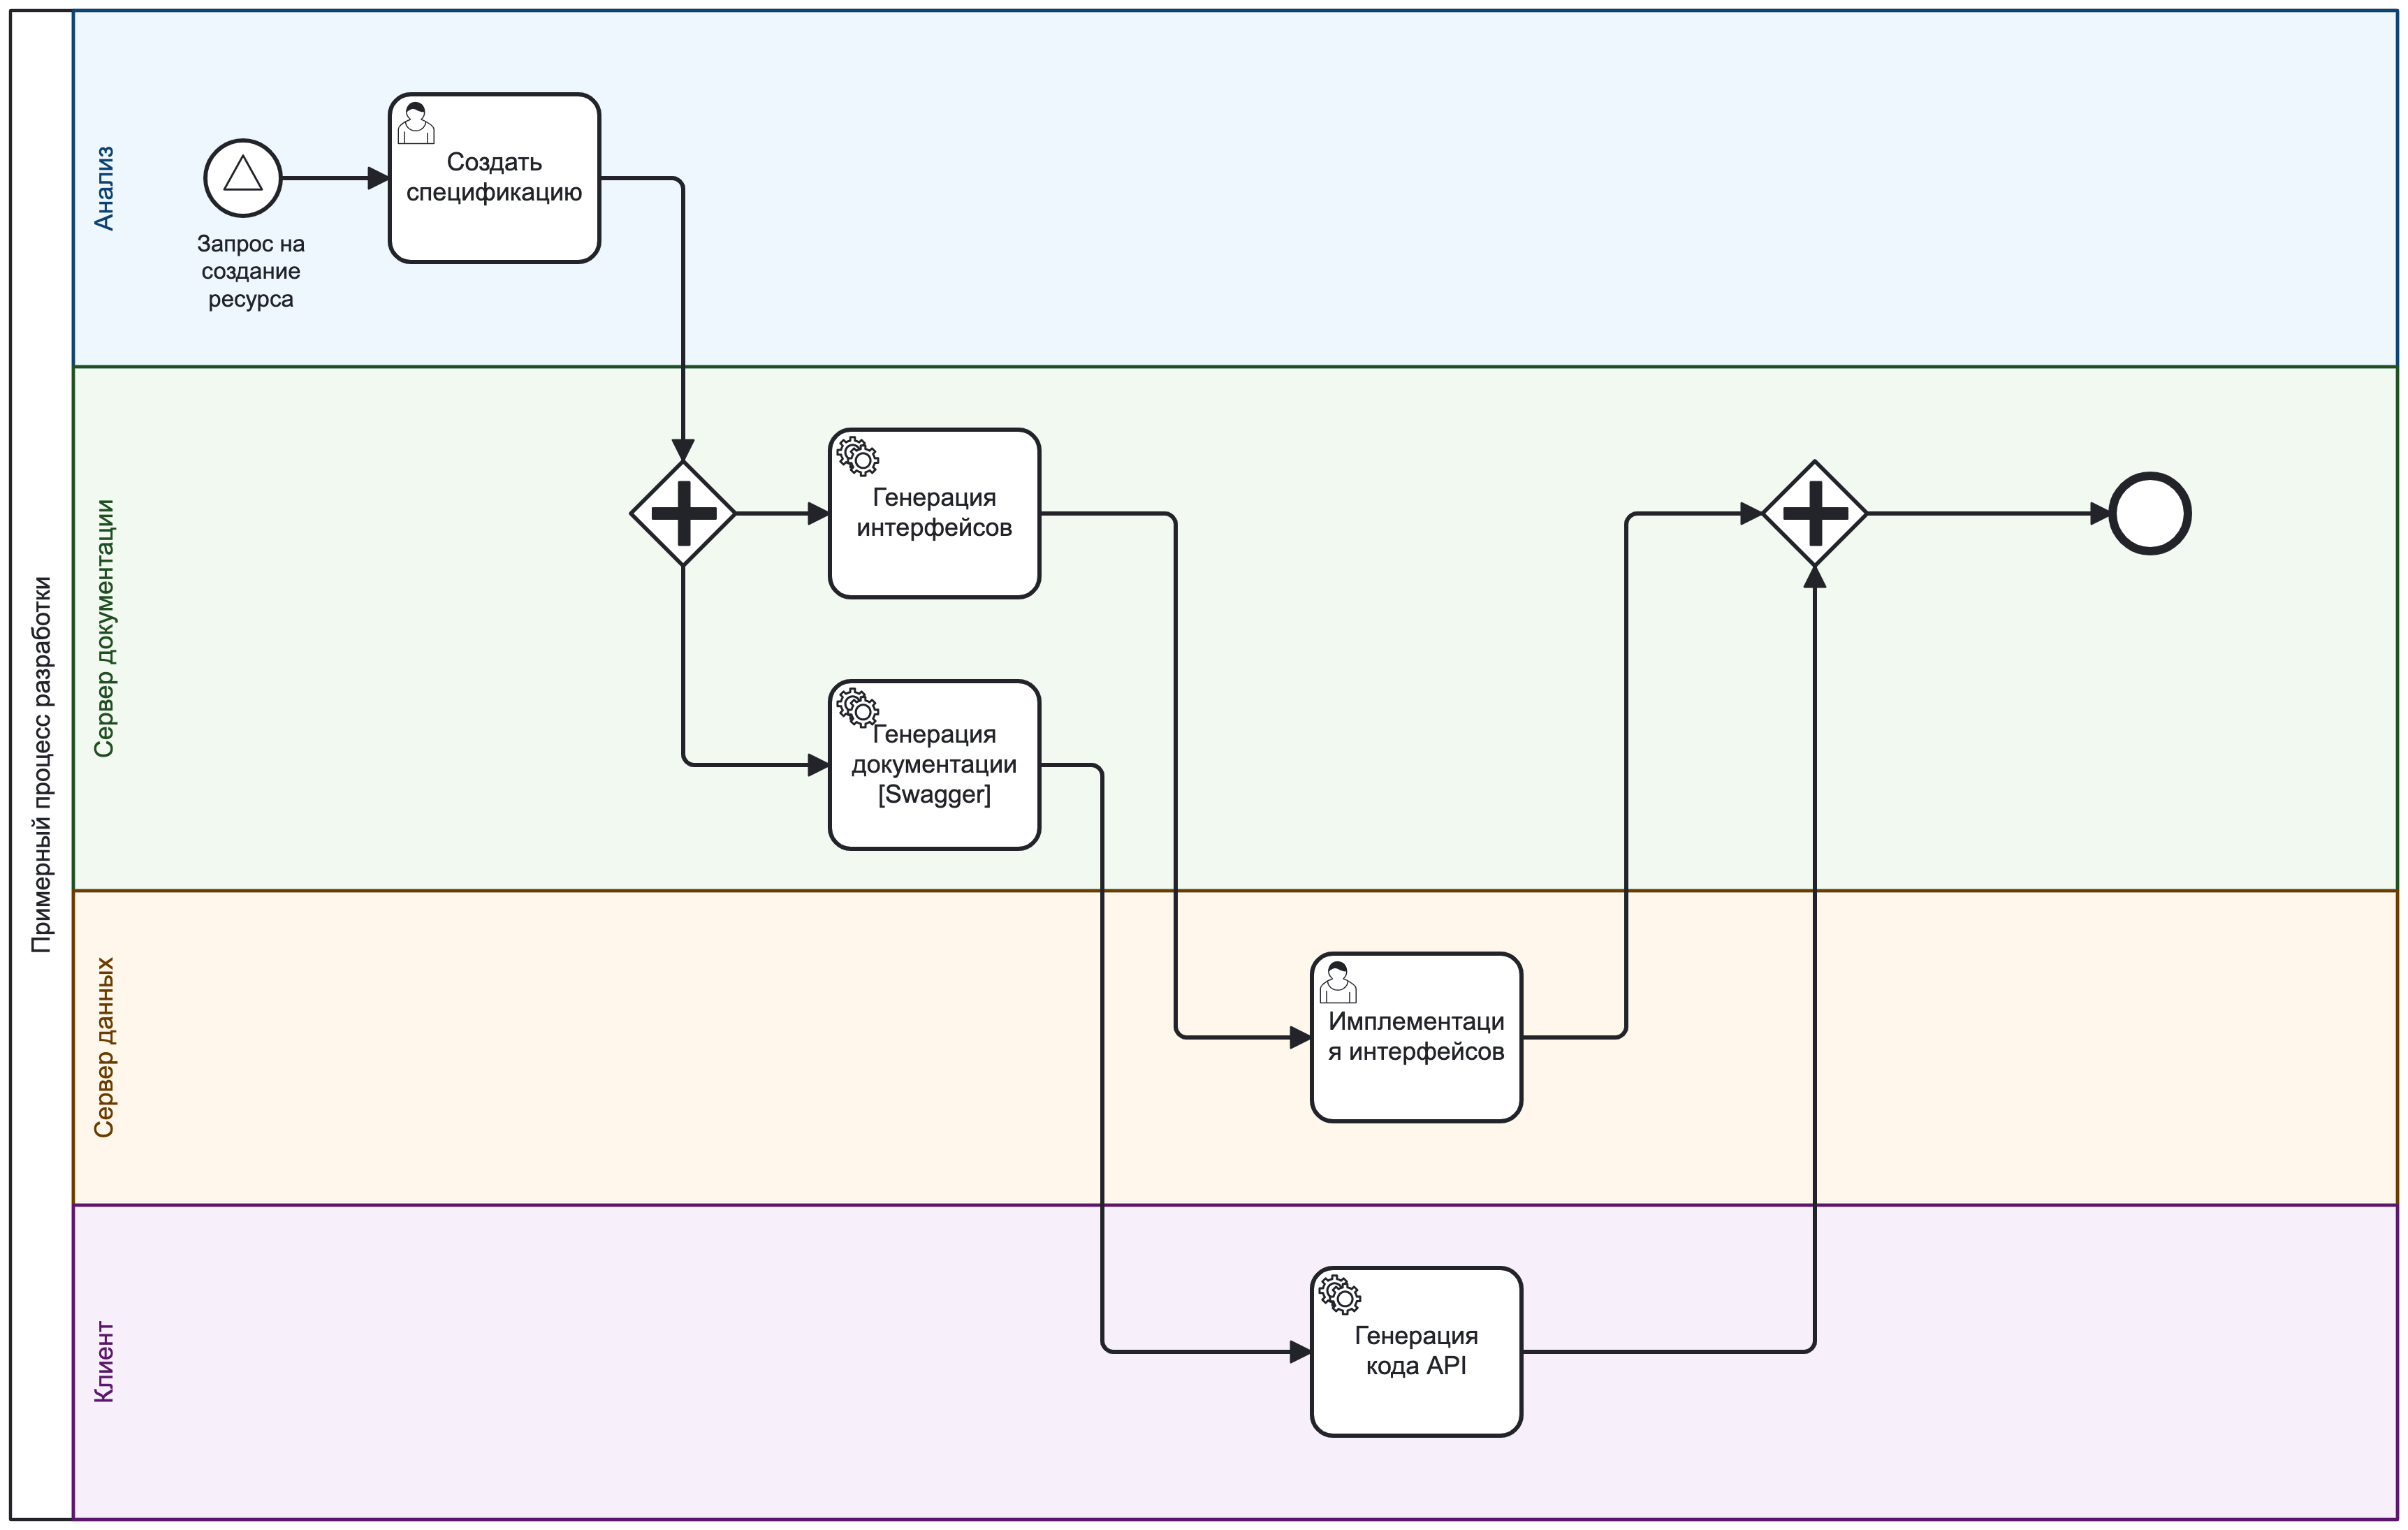 Примерный процесс разработки
Анализ
Запрос на
создание
ресурса
Создать
спецификацию
Сервер документации
Генерация
интерфейсов
Генерация
документации
[Swagger]
Сервер данных
Имплементаци
я интерфейсов
Клиент
Генерация
кода API